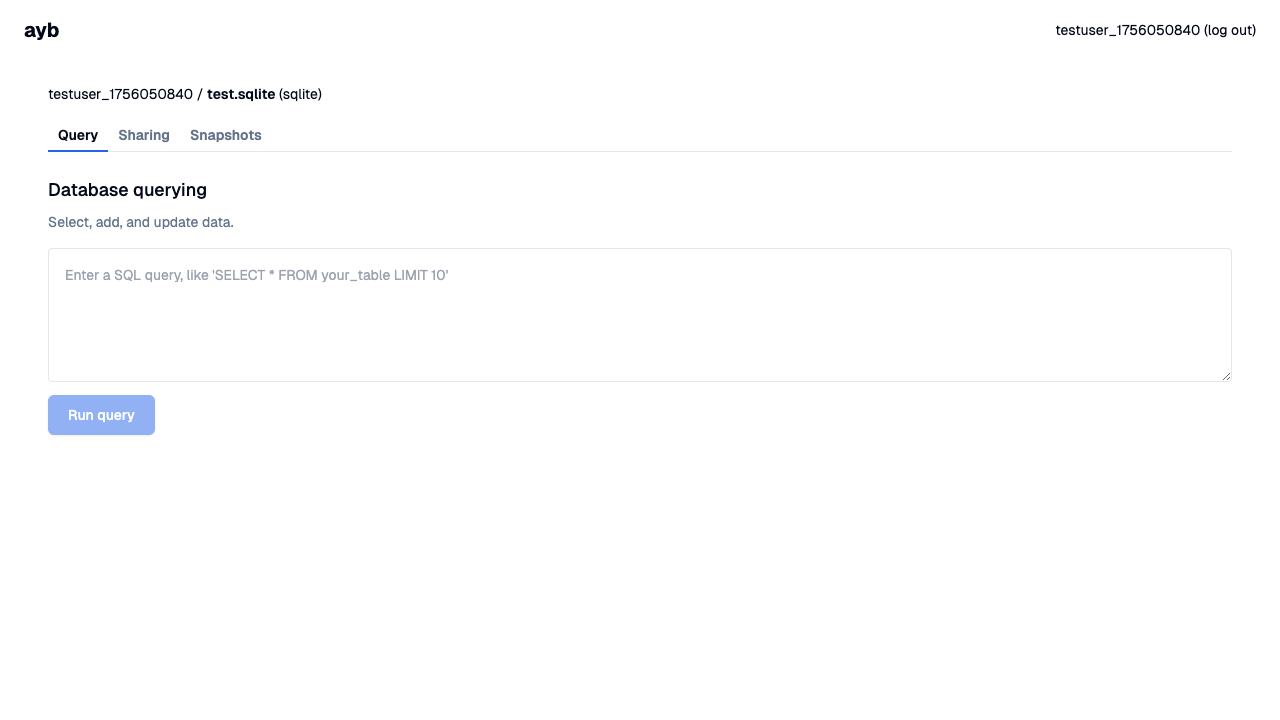 ayb
testuser_1756050840 (log out)
testuser_1756050840 / test.sqlite (sqlite)
Query Sharing Snapshots
Database querying
Select, add, and update data.
Enter a SQL query, like 'SELECT * FROM your_table LIMIT 10'
Run query